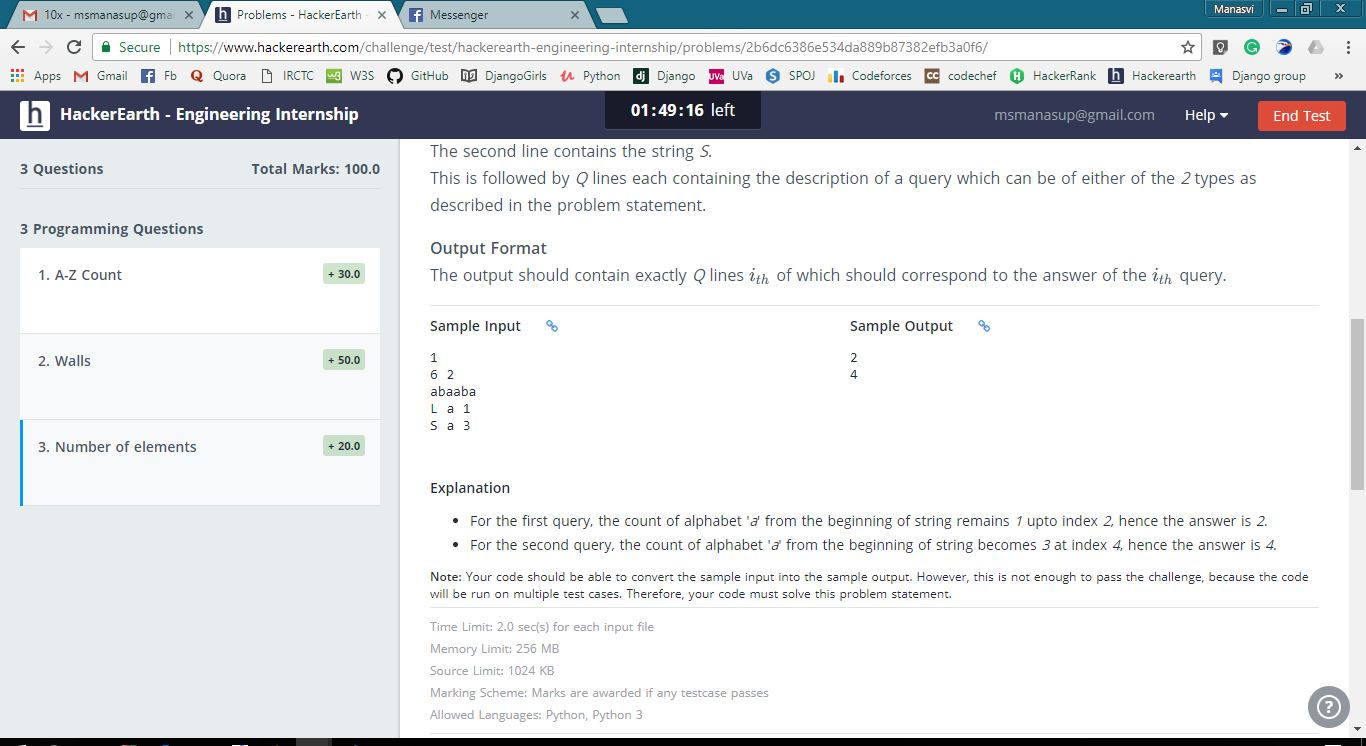 10x - msmanasup@gmai
Problems - HackerEarth -
Messenger
Manasvi
Secure https://www.hackerearth.com/challenge/test/hackerearth-engineering-internship/problems/2b6dc6386e534da889b87382efb3a0f6/
Apps Gmail Fb Quora IRCTC W3S GitHub DjangoGirls Python Django UVa SPOJ Codeforces codechef HackerRank Hackerearth Django group »
HackerEarth - Engineering Internship
01:49:16 left
msmanasup@gmail.com
Help
End Test
3 Questions
Total Marks: 100.0
3 Programming Questions
1. A-Z Count
+ 30.0
2. Walls
+ 50.0
3. Number of elements
+ 20.0
The second line contains the string S.
This is followed by Q lines each containing the description of a query which can be of either of the 2 types as
described in the problem statement.
Output Format
The output should contain exactly Q lines ith of which should correspond to the answer of the ith query.
Sample Input
1
6 2
abaaba
L a 1
S a 3
Sample Output
2
4
Explanation
• For the first query, the count of alphabet 'a' from the beginning of string remains 1 upto index 2, hence the answer is 2.
• For the second query, the count of alphabet 'a' from the beginning of string becomes 3 at index 4, hence the answer is 4.
Note: Your code should be able to convert the sample input into the sample output. However, this is not enough to pass the challenge, because the code
will be run on multiple test cases. Therefore, your code must solve this problem statement.
Time Limit: 2.0 sec(s) for each input file
Memory Limit: 256 MB
Source Limit: 1024 KB
Marking Scheme: Marks are awarded if any testcase passes
Allowed Languages: Python, Python 3